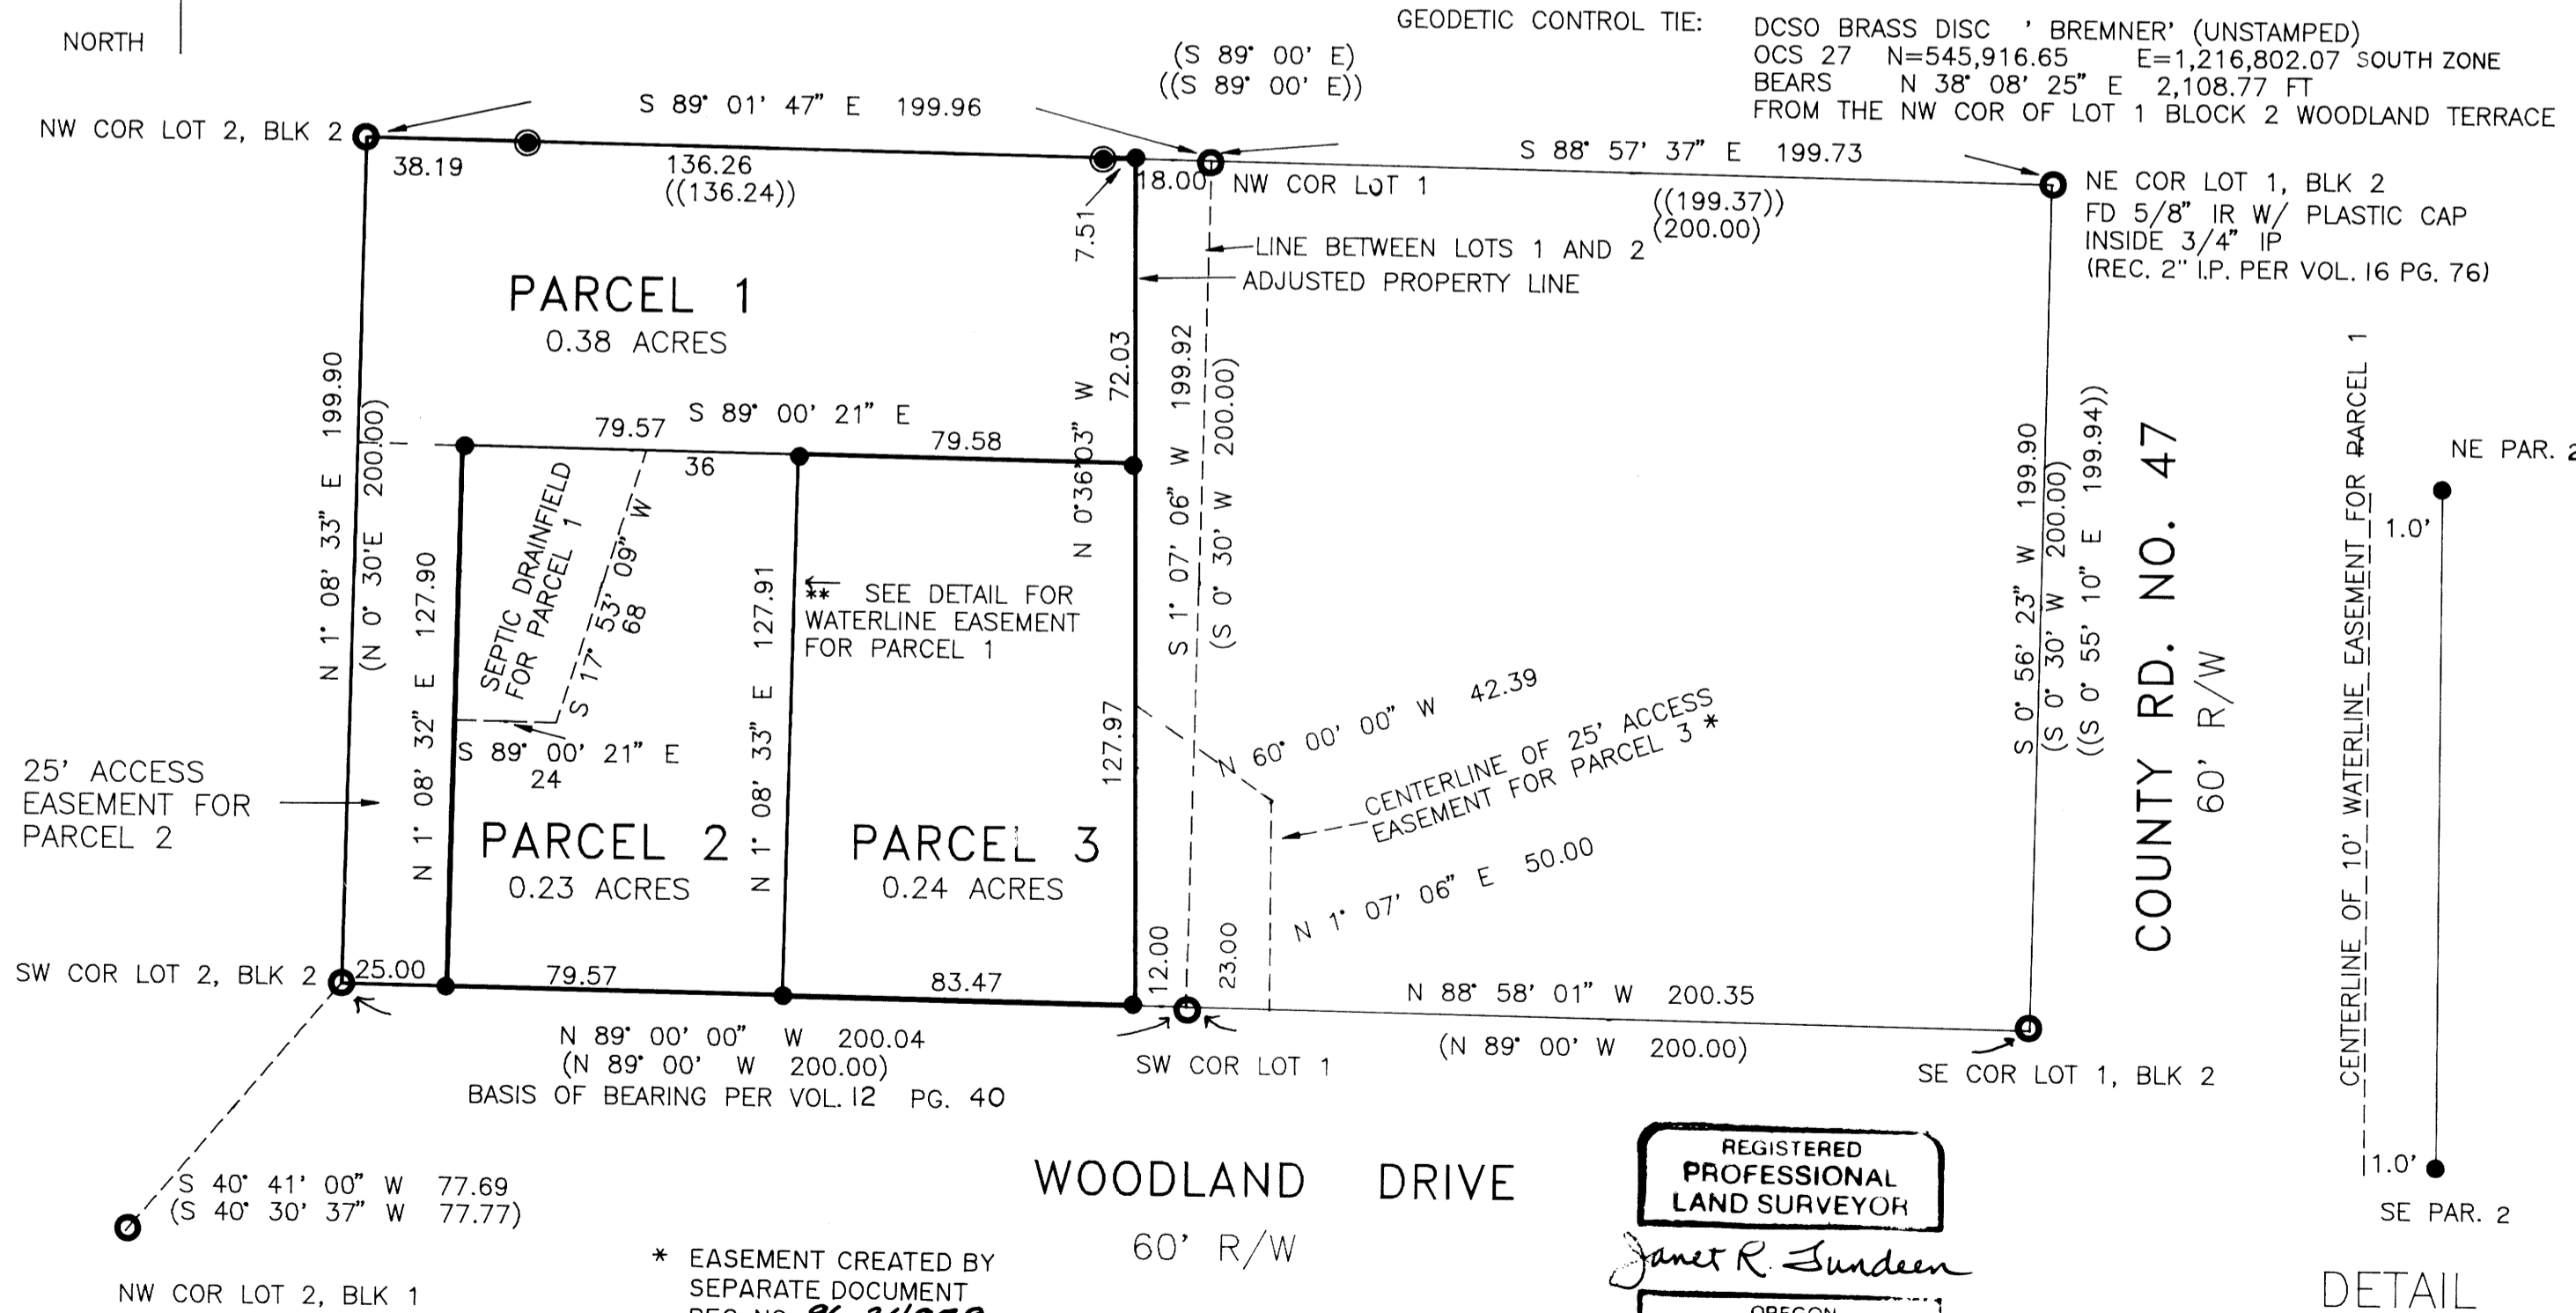 NORTH
GEODETIC CONTROL TIE:
DCSO BRASS DISC ' BREMNER' (UNSTAMPED)
OCS 27 N=545,916.65 E=1,216,802.07 SOUTH ZONE
BEARS N 38° 08' 25" E 2,108.77 FT
FROM THE NW COR OF LOT 1 BLOCK 2 WOODLAND TERRACE
(S 89° 00' E)
((S 89° 00' E))
NW COR LOT 2, BLK 2
S 89° 01' 47" E 199.96
38.19
136.26
((136.24))
7.51
18.00
NW COR LOT 1
S 88° 57' 37" E 199.73
((199.37))
(200.00)
NE COR LOT 1, BLK 2
FD 5/8" IR W/ PLASTIC CAP
INSIDE 3/4" IP
(REC. 2" I.P. PER VOL. 16 PG. 76)
LINE BETWEEN LOTS 1 AND 2
ADJUSTED PROPERTY LINE
PARCEL 1
0.38 ACRES
N 1° 08' 33" E 199.90
(N 0° 30'E 200.00)
79.57
S 89° 00' 21" E
79.58
36
72.03
N 0°36'03" W
S 1° 07' 06" W 199.92
(S 0° 30' W 200.00)
N 1° 08' 32" E 127.90
SEPTIC DRAINFIELD
FOR PARCEL 1
S 17° 53' 09" W
68
S 89° 00' 21" E
24
N 1° 08' 33" E 127.91
** SEE DETAIL FOR
WATERLINE EASEMENT
FOR PARCEL 1
127.97
N 60° 00' 00" W 42.39
CENTERLINE OF 25' ACCESS
EASEMENT FOR PARCEL 3 *
N 1° 07' 06" E 50.00
S 0° 56' 23" W 199.90
(S 0° 30' W 200.00)
((S 0° 55' 10" E 199.94))
COUNTY RD. NO. 47
60' R/W
CENTERLINE OF 10' WATERLINE EASEMENT FOR PARCEL 1
NE PAR. 2
1.0'
1.0'
SE PAR. 2
DETAIL
25' ACCESS
EASEMENT FOR
PARCEL 2
PARCEL 2
0.23 ACRES
PARCEL 3
0.24 ACRES
SW COR LOT 2, BLK 2
25.00
79.57
83.47
12.00
23.00
N 88° 58' 01" W 200.35
(N 89° 00' W 200.00)
SE COR LOT 1, BLK 2
SW COR LOT 1
N 89° 00' 00" W 200.04
(N 89° 00' W 200.00)
BASIS OF BEARING PER VOL. 12 PG. 40
S 40° 41' 00" W 77.69
(S 40° 30' 37" W 77.77)
NW COR LOT 2, BLK 1
WOODLAND DRIVE
60' R/W
* EASEMENT CREATED BY
SEPARATE DOCUMENT
REGISTERED
PROFESSIONAL
LAND SURVEYOR
Janet R. Sundeen
OREGON